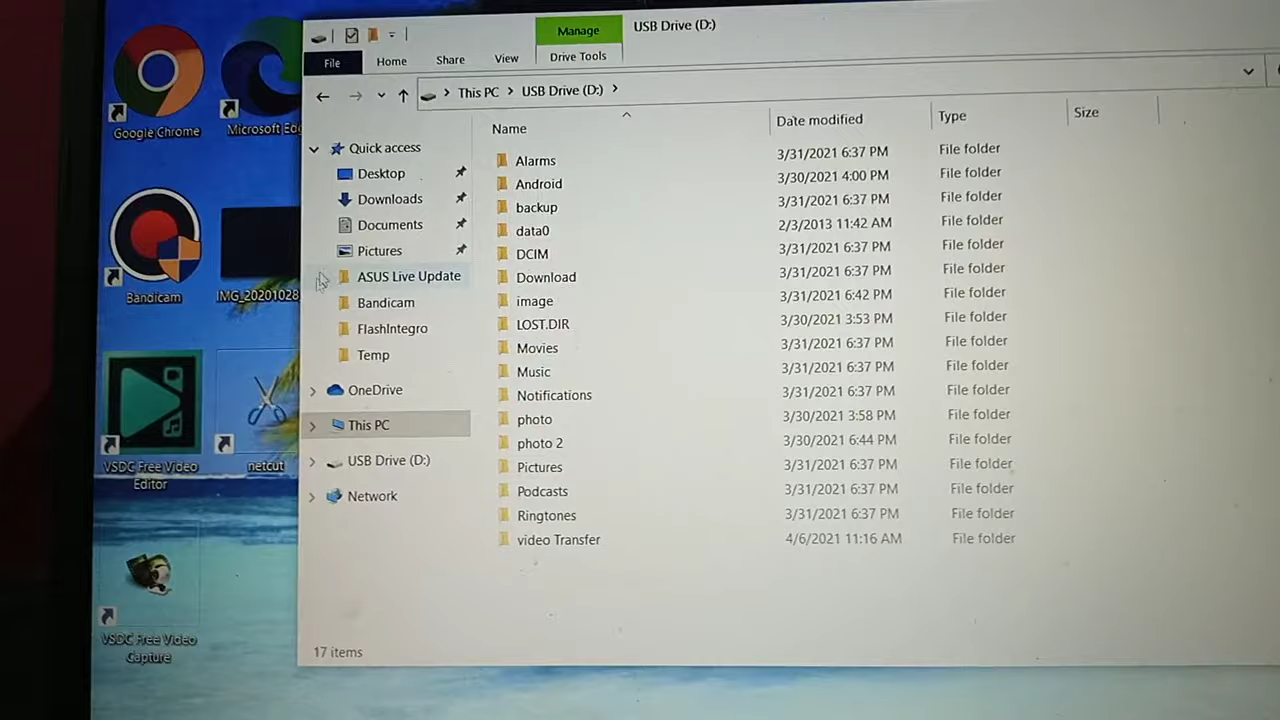 Manage
USB Drive (D:)
File
Home
Share
View
Drive Tools
This PC
USB Drive (D:)
Name
Date modified
Type
Size
Quick access
Desktop
Downloads
Documents
Pictures
ASUS Live Update
Bandicam
FlashIntegro
Temp
OneDrive
This PC
USB Drive (D:)
Network
Alarms 3/31/2021 6:37 PM File folder
Android 3/30/2021 4:00 PM File folder
backup 3/31/2021 6:37 PM File folder
data0 2/3/2013 11:42 AM File folder
DCIM 3/31/2021 6:37 PM File folder
Download 3/31/2021 6:37 PM File folder
image 3/31/2021 6:42 PM File folder
LOST.DIR 3/30/2021 3:53 PM File folder
Movies 3/31/2021 6:37 PM File folder
Music 3/31/2021 6:37 PM File folder
Notifications 3/31/2021 6:37 PM File folder
photo 3/30/2021 3:58 PM File folder
photo 2 3/30/2021 6:44 PM File folder
Pictures 3/31/2021 6:37 PM File folder
Podcasts 3/31/2021 6:37 PM File folder
Ringtones 3/31/2021 6:37 PM File folder
video Transfer 4/6/2021 11:16 AM File folder
17 items
Google Chrome
Microsoft Ed
Bandicam
IMG_20201028
VSDC Free Video
Editor
netcut
VSDC Free Video
Capture